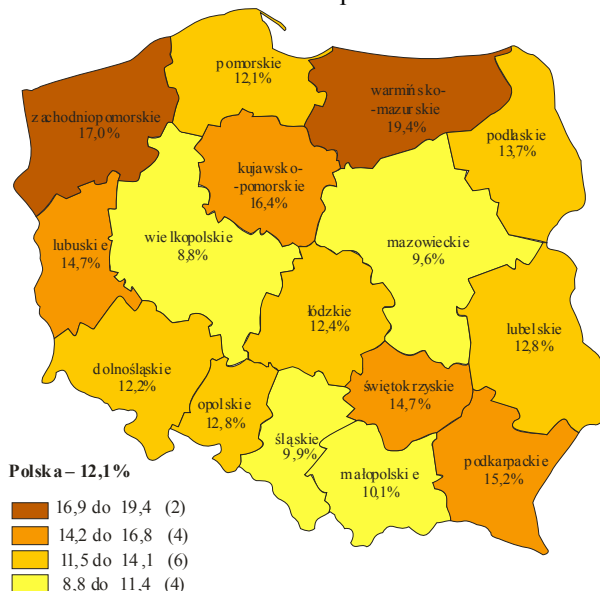 pomorskie
12,1%
warmińsko-
-mazurskie
19,4%
zachodniopomorskie
17,0%
podlaskie
13,7%
kujawsko-
-pomorskie
16,4%
lubuskie
14,7%
wielkopolskie
8,8%
mazowieckie
9,6%
łódzkie
12,4%
lubelskie
12,8%
dolnośląskie
12,2%
opolskie
12,8%
świętokrzyskie
14,7%
śląskie
9,9%
małopolskie
10,1%
podkarpackie
15,2%
Polska – 12,1%
16,9 do 19,4 (2)
14,2 do 16,8 (4)
11,5 do 14,1 (6)
8,8 do 11,4 (4)